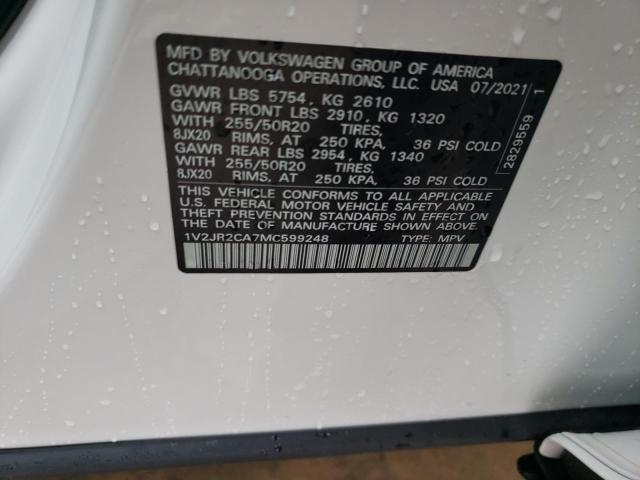 MFD BY VOLKSWAGEN GROUP OF AMERICA
CHATTANOOGA OPERATIONS, LLC. USA 07/2021
GVWR LBS 5754, KG 2610
GAWR FRONT LBS 2910, KG 1320
WITH 255/50R20 TIRES,
8JX20 RIMS, AT 250 KPA, 36 PSI COLD
GAWR REAR LBS 2954, KG 1340
WITH 255/50R20 TIRES,
8JX20 RIMS, AT 250 KPA, 36 PSI COLD
THIS VEHICLE CONFORMS TO ALL APPLICABLE
U.S. FEDERAL MOTOR VEHICLE SAFETY AND
THEFT PREVENTION STANDARDS IN EFFECT ON
THE DATE OF MANUFACTURE SHOWN ABOVE.
1V2JR2CA7MC599248 TYPE: MPV
2829559 1